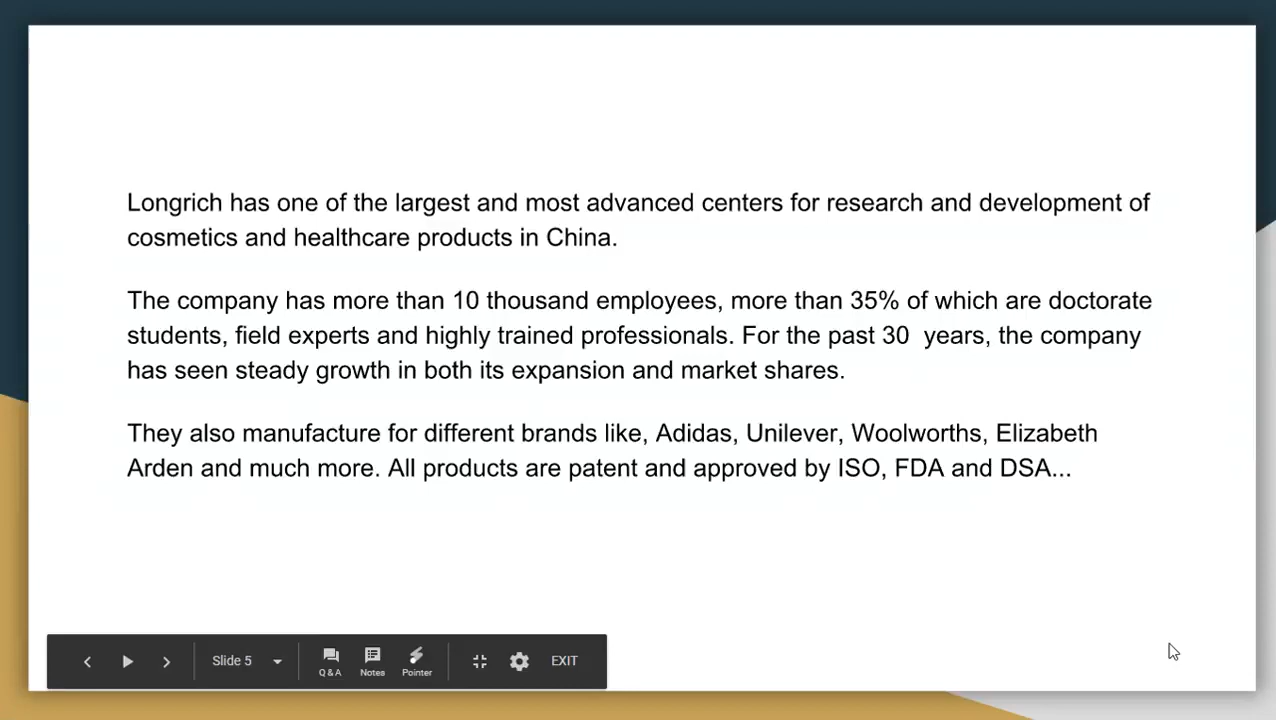 Longrich has one of the largest and most advanced centers for research and development of
cosmetics and healthcare products in China.
The company has more than 10 thousand employees, more than 35% of which are doctorate
students, field experts and highly trained professionals. For the past 30  years, the company
has seen steady growth in both its expansion and market shares.
They also manufacture for different brands like, Adidas, Unilever, Woolworths, Elizabeth
Arden and much more. All products are patent and approved by ISO, FDA and DSA...
Slide 5
Q & A
Notes
Pointer
EXIT